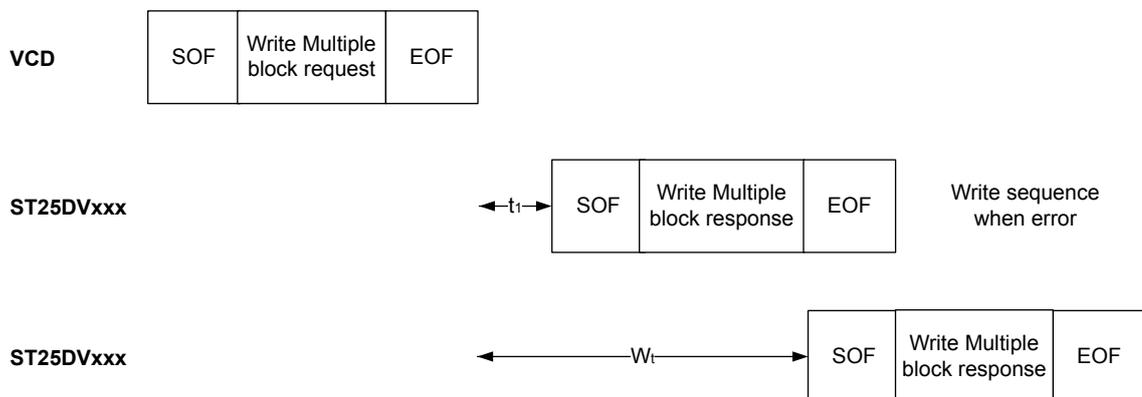 VCD
SOF
Write Multiple
block request
EOF
ST25DVxxx
t1
SOF
Write Multiple
block response
EOF
Write sequence
when error
ST25DVxxx
Wt
SOF
Write Multiple
block response
EOF